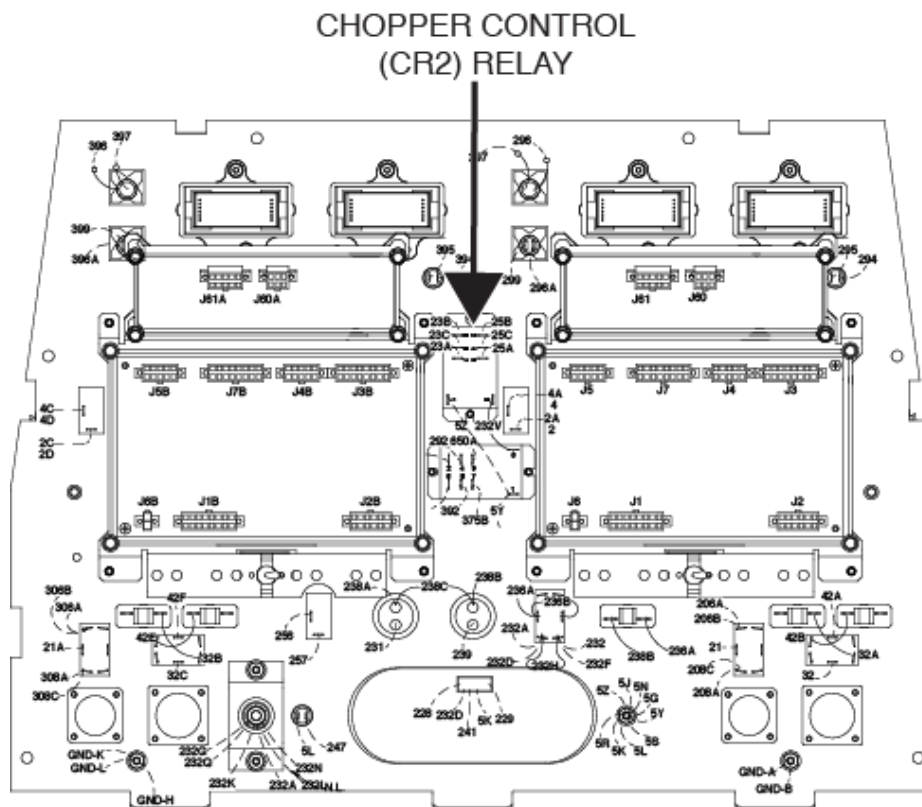 CHOPPER CONTROL
(CR2) RELAY
397
396
296
399
396A
395
299
296A
295
294
J61A
J60A
J61
J60
23B
25B
23C
25C
23A
25A
J5B
J7B
J4B
J3B
J5
J7
J4
J3
4C
4D
2C
2D
4A
4
2A
2
5Z
232V
292
650A
392
375B
5Y
J6B
J1B
J2B
J6
J1
J2
306B
306A
42F
238A
238C
238B
236A
236B
206A
206B
42A
21A
42E
32B
256
231
239
232A
232
238B
236A
21
42B
32A
308A
308C
32C
257
232D
232H
232F
208C
208A
32
228
232D
241
5K
229
5Z
5J
5N
5G
5Y
5S
5L
5K
5R
232G
232Q
232K
232N
232A
232L
N.L.
5L
247
GND-K
GND-L
GND-H
GND-A
GND-B